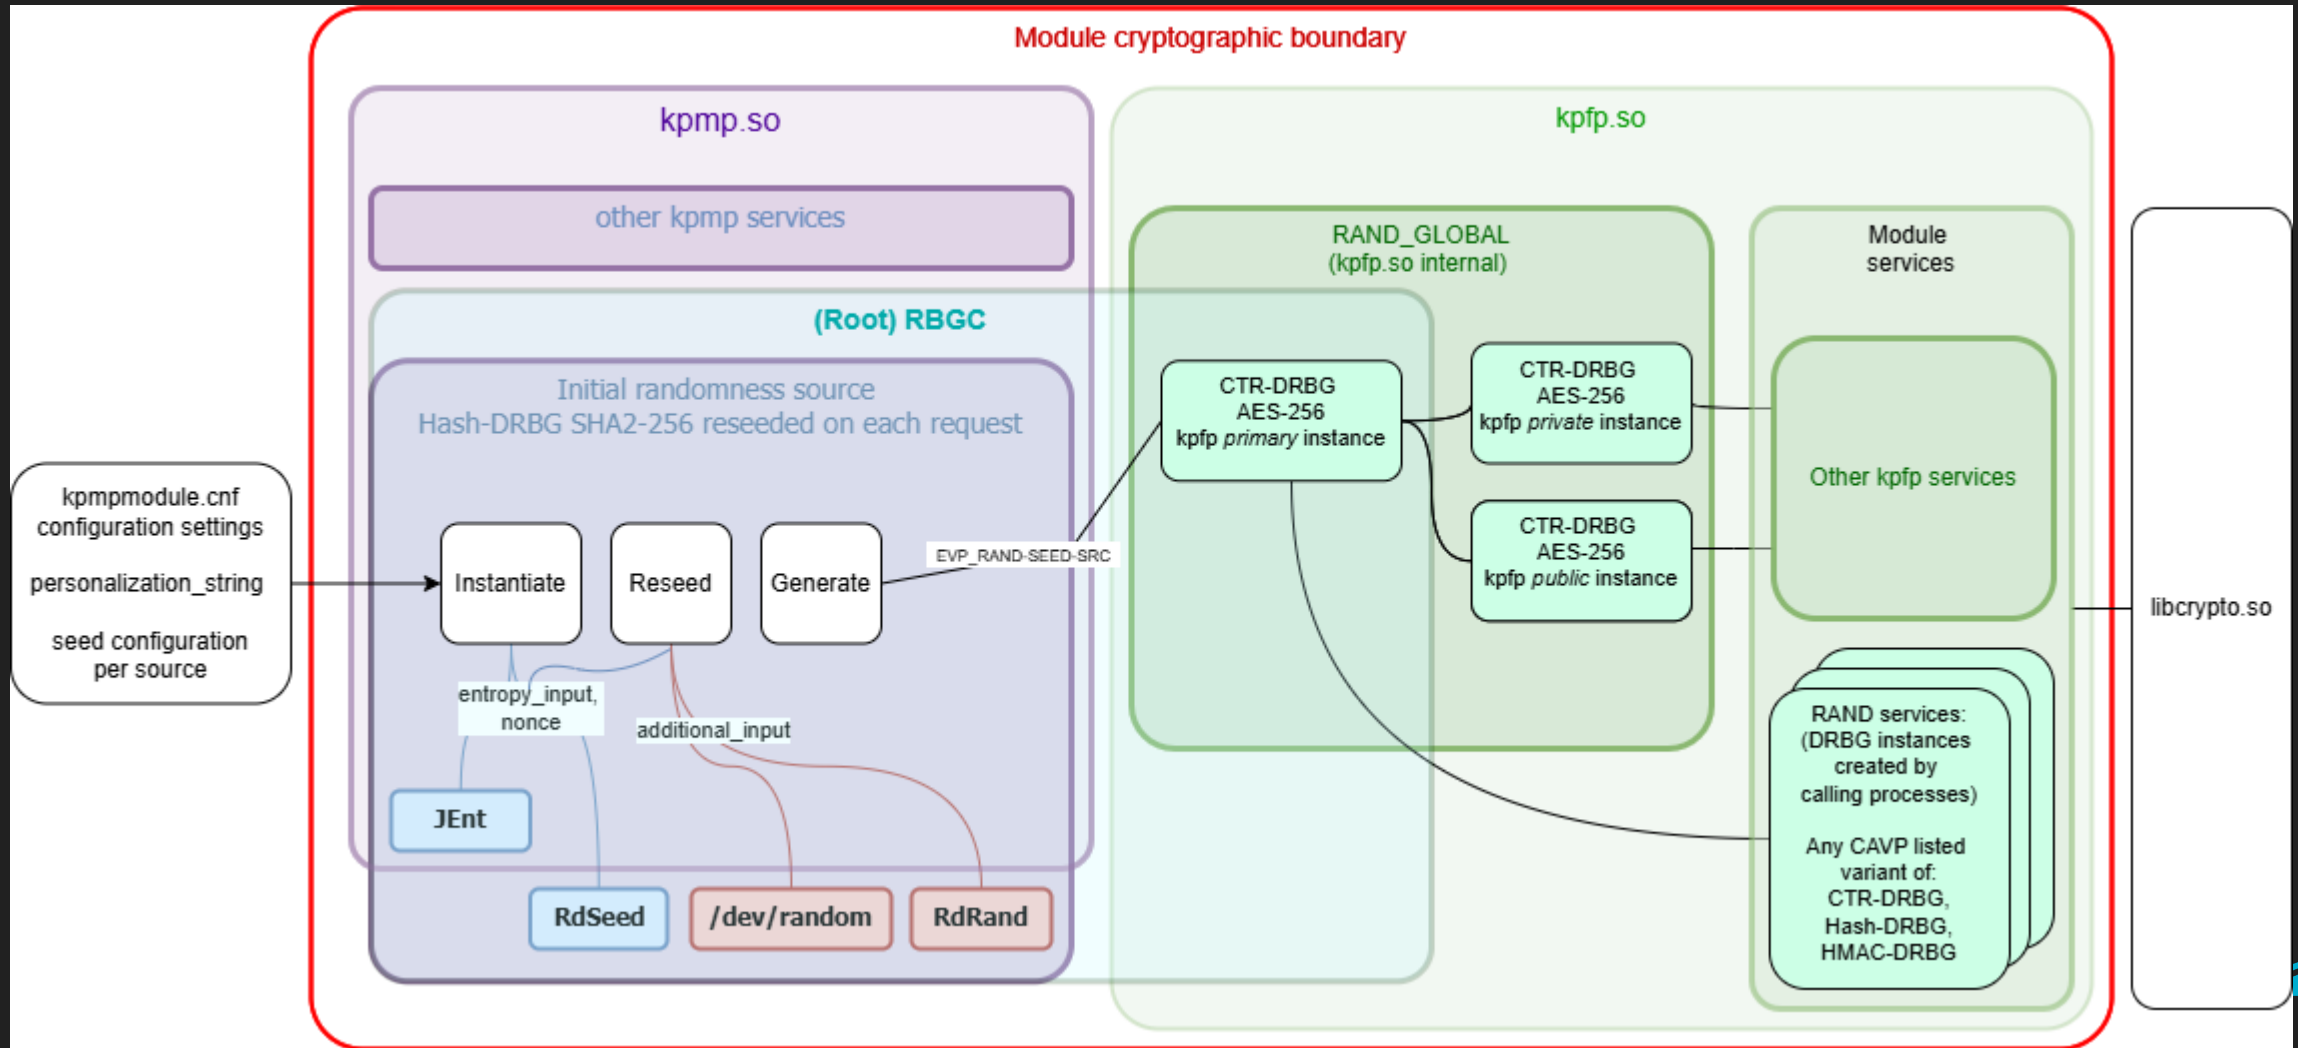 Module cryptographic boundary
kpmp.so
other kpmp services
(Root) RBGC
Initial randomness source
Hash-DRBG SHA2-256 reseeded on each request
kpmpmodule.cnf
configuration settings
personalization_string
seed configuration
per source
Instantiate
Reseed
Generate
EVP_RAND-SEED-SRC
entropy_input,
nonce
additional_input
JEnt
RdSeed
/dev/random
RdRand
kpfp.so
RAND_GLOBAL
(kpfp.so internal)
CTR-DRBG
AES-256
kpfp primary instance
CTR-DRBG
AES-256
kpfp private instance
CTR-DRBG
AES-256
kpfp public instance
Module
services
Other kpfp services
RAND services:
(DRBG instances
created by
calling processes)
Any CAVP listed
variant of:
CTR-DRBG,
Hash-DRBG,
HMAC-DRBG
libcrypto.so